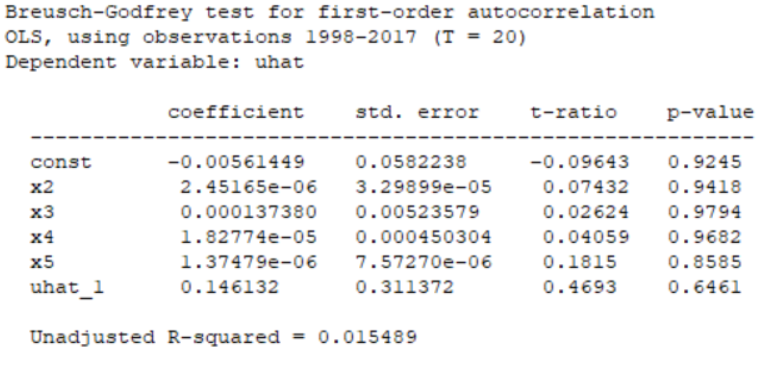 Breusch-Godfrey test for first-order autocorrelation
OLS, using observations 1998-2017 (T = 20)
Dependent variable: uhat
coefficient std. error t-ratio p-value
------------------------------------------------------------
const -0.00561449 0.0582238 -0.09643 0.9245
x2 2.45165e-06 3.29899e-05 0.07432 0.9418
x3 0.000137380 0.00523579 0.02624 0.9794
x4 1.82774e-05 0.000450304 0.04059 0.9682
x5 1.37479e-06 7.57270e-06 0.1815 0.8585
uhat_1 0.146132 0.311372 0.4693 0.6461
Unadjusted R-squared = 0.015489